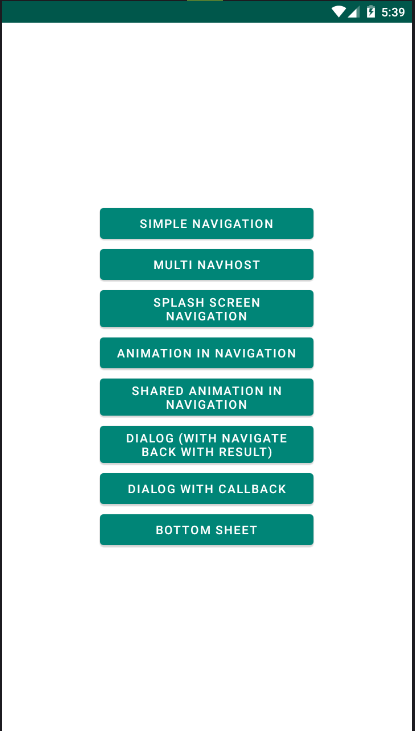 5:39
SIMPLE NAVIGATION
MULTI NAVHOST
SPLASH SCREEN
NAVIGATION
ANIMATION IN NAVIGATION
SHARED ANIMATION IN
NAVIGATION
DIALOG (WITH NAVIGATE
BACK WITH RESULT)
DIALOG WITH CALLBACK
BOTTOM SHEET